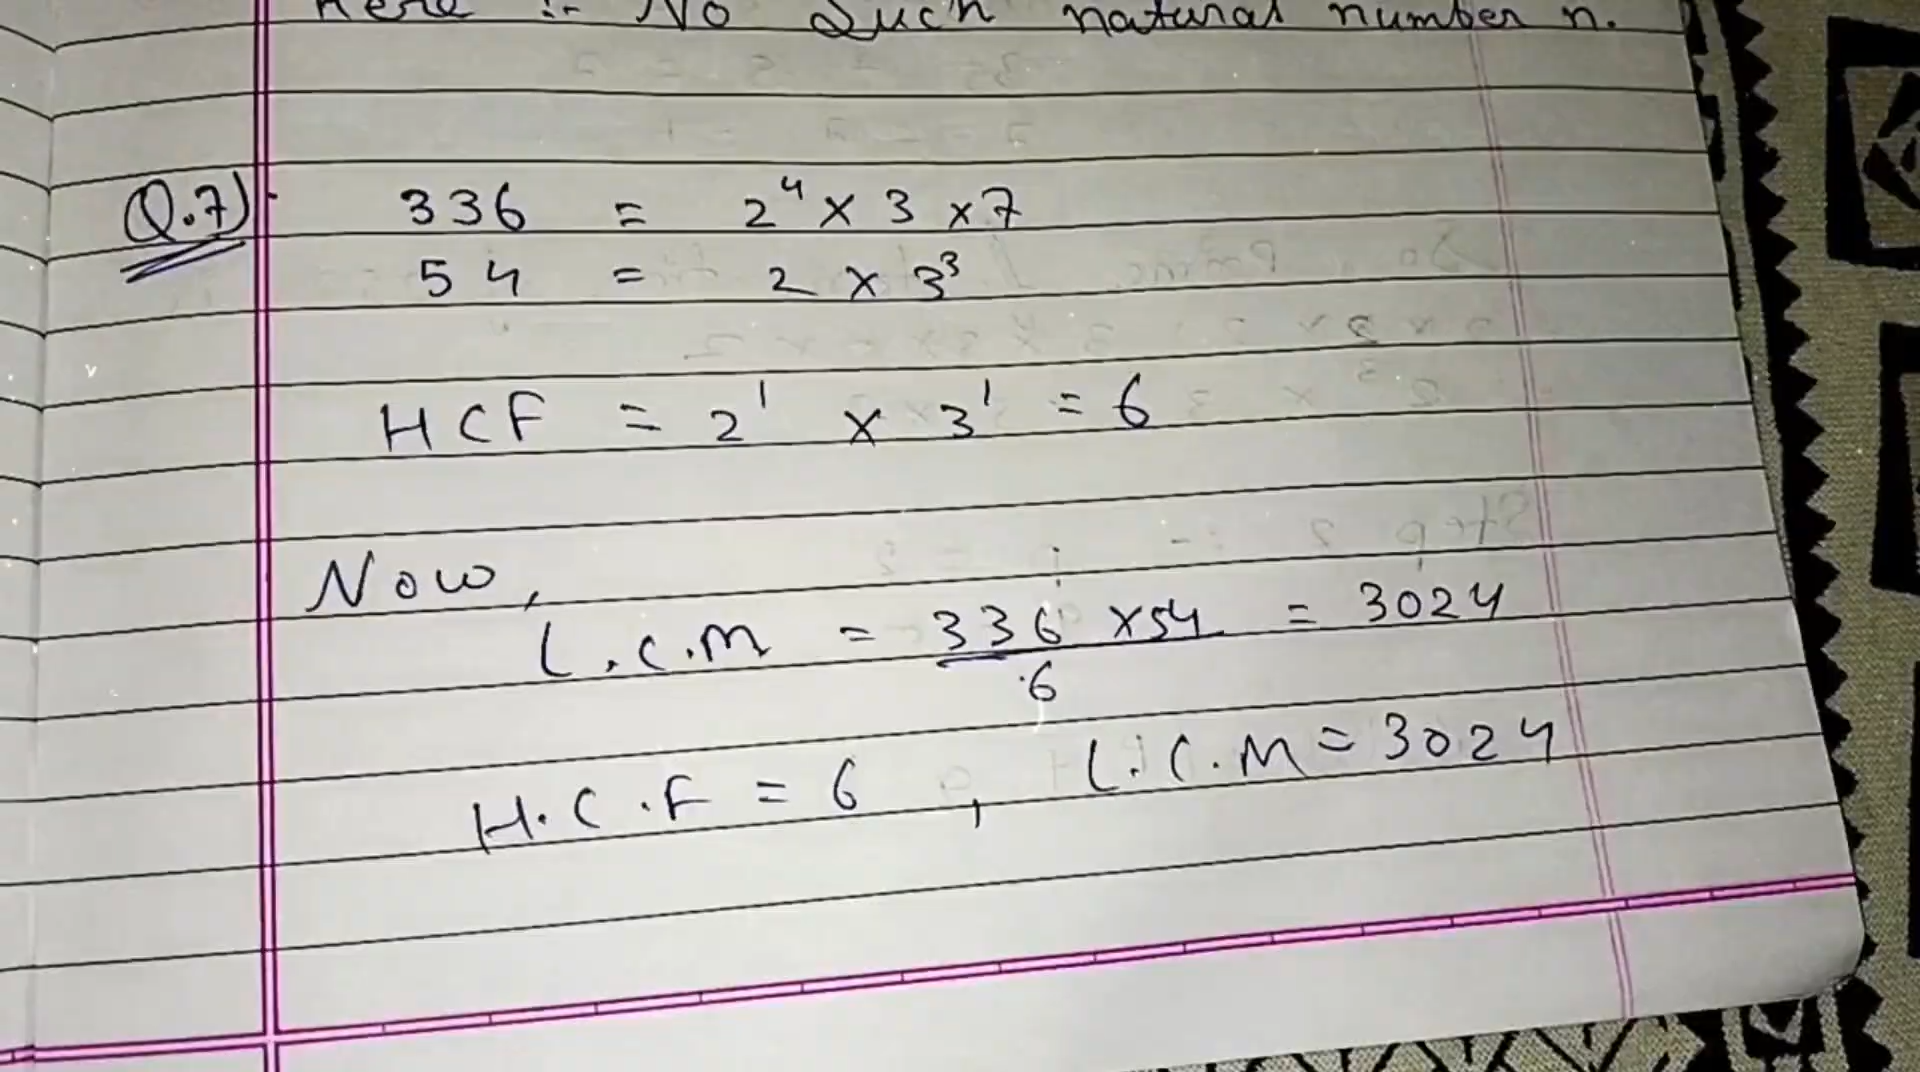 Here :- No Such natural number n.
Q.7) 336 = 2⁴ × 3 × 7
54 = 2 × 3³
HCF = 2¹ × 3¹ = 6
Now,
L.C.M = 336 × 54 / 6 = 3024
H.C.F = 6 , L.C.M = 3024